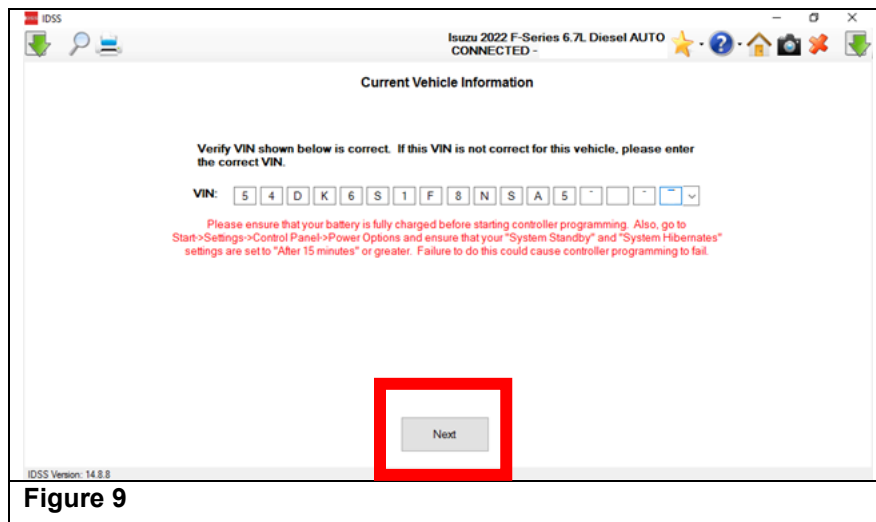 IDSS
Isuzu 2022 F-Series 6.7L Diesel AUTO
CONNECTED -
Current Vehicle Information
Verify VIN shown below is correct. If this VIN is not correct for this vehicle, please enter
the correct VIN.
VIN: 5 4 D K 6 S 1 F 8 N S A 5
Please ensure that your battery is fully charged before starting controller programming. Also, go to
Start->Settings->Control Panel->Power Options and ensure that your "System Standby" and "System Hibernates"
settings are set to "After 15 minutes" or greater. Failure to do this could cause controller programming to fail.
Next
IDSS Version: 14.8.8
Figure 9